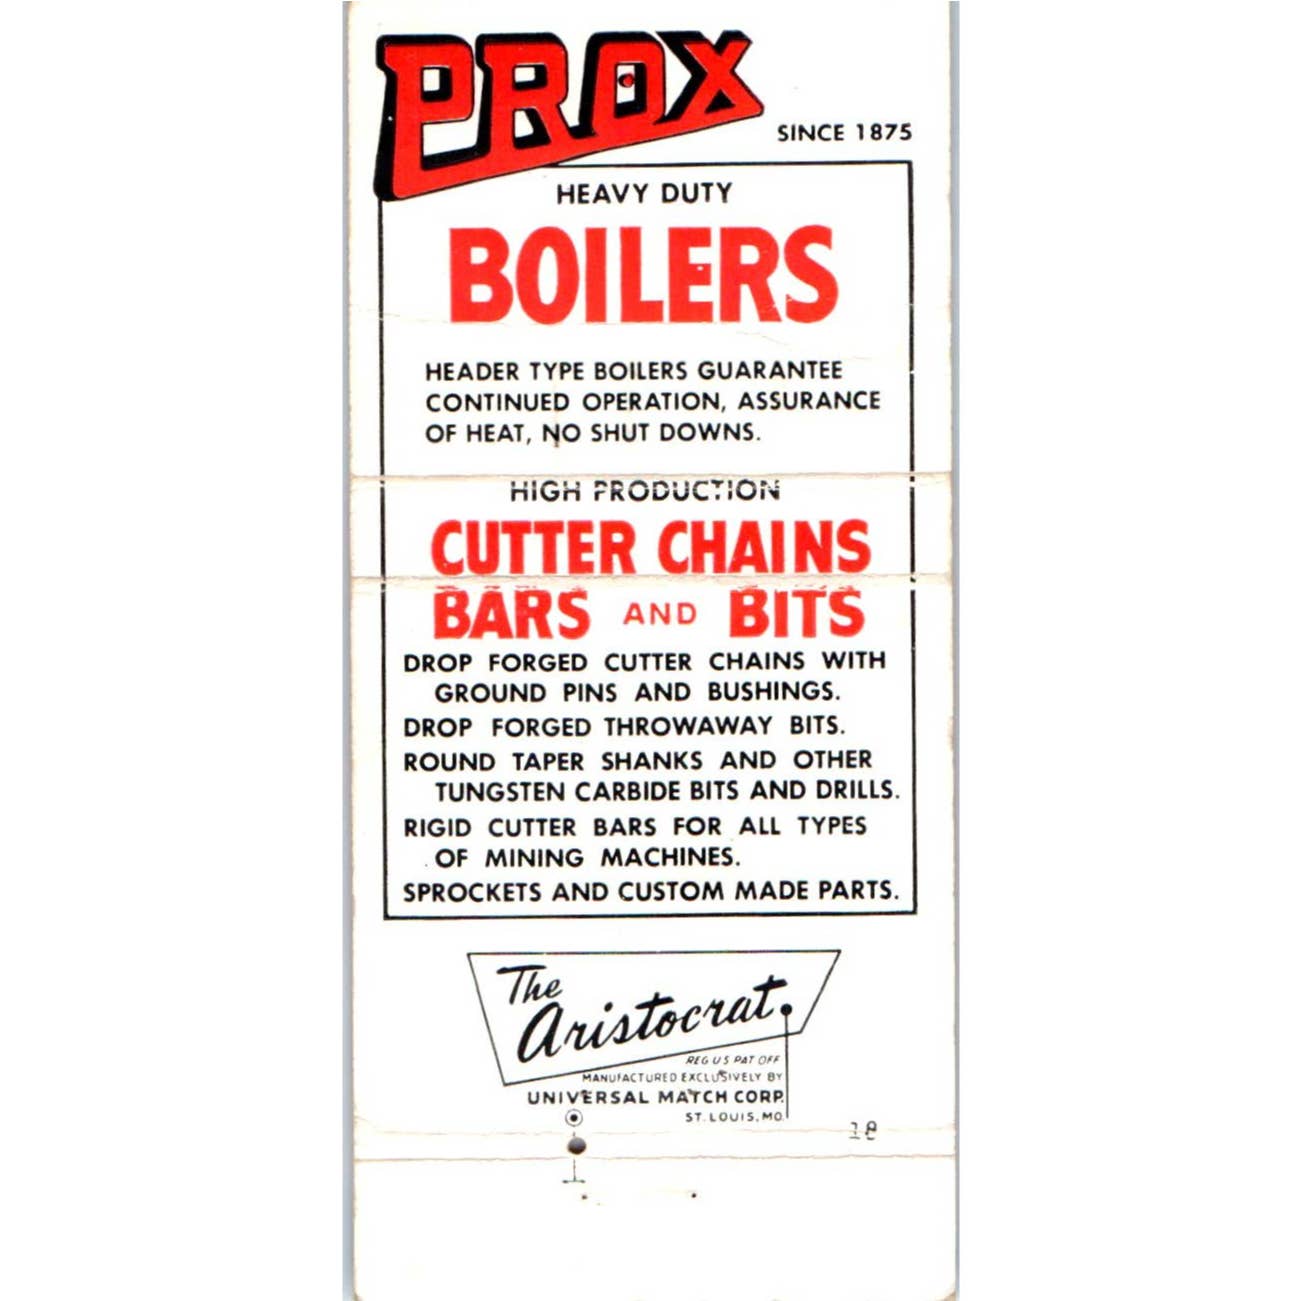 PROX
SINCE 1875
HEAVY DUTY
BOILERS
HEADER TYPE BOILERS GUARANTEE
CONTINUED OPERATION, ASSURANCE
OF HEAT, NO SHUT DOWNS.
HIGH PRODUCTION
CUTTER CHAINS
BARS AND BITS
DROP FORGED CUTTER CHAINS WITH
GROUND PINS AND BUSHINGS.
DROP FORGED THROWAWAY BITS.
ROUND TAPER SHANKS AND OTHER
TUNGSTEN CARBIDE BITS AND DRILLS.
RIGID CUTTER BARS FOR ALL TYPES
OF MINING MACHINES.
SPROCKETS AND CUSTOM MADE PARTS.
The
Aristocrat
REG US PAT OFF
MANUFACTURED EXCLUSIVELY BY
UNIVERSAL MATCH CORP.
ST. LOUIS, MO.
18